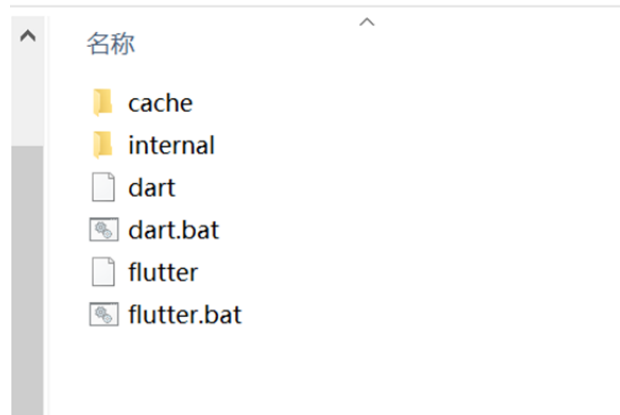 名称
cache
internal
dart
dart.bat
flutter
flutter.bat